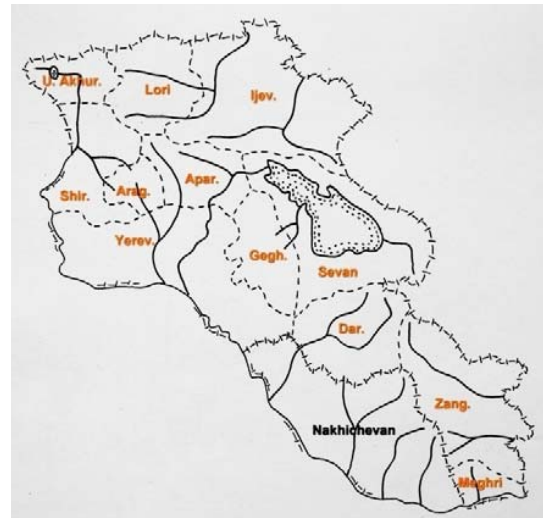 U. Akhur.
Lori
Ijev.
Shir.
Arag.
Apar.
Yerev.
Gegh.
Sevan
Dar.
Nakhichevan
Zang.
Meghri